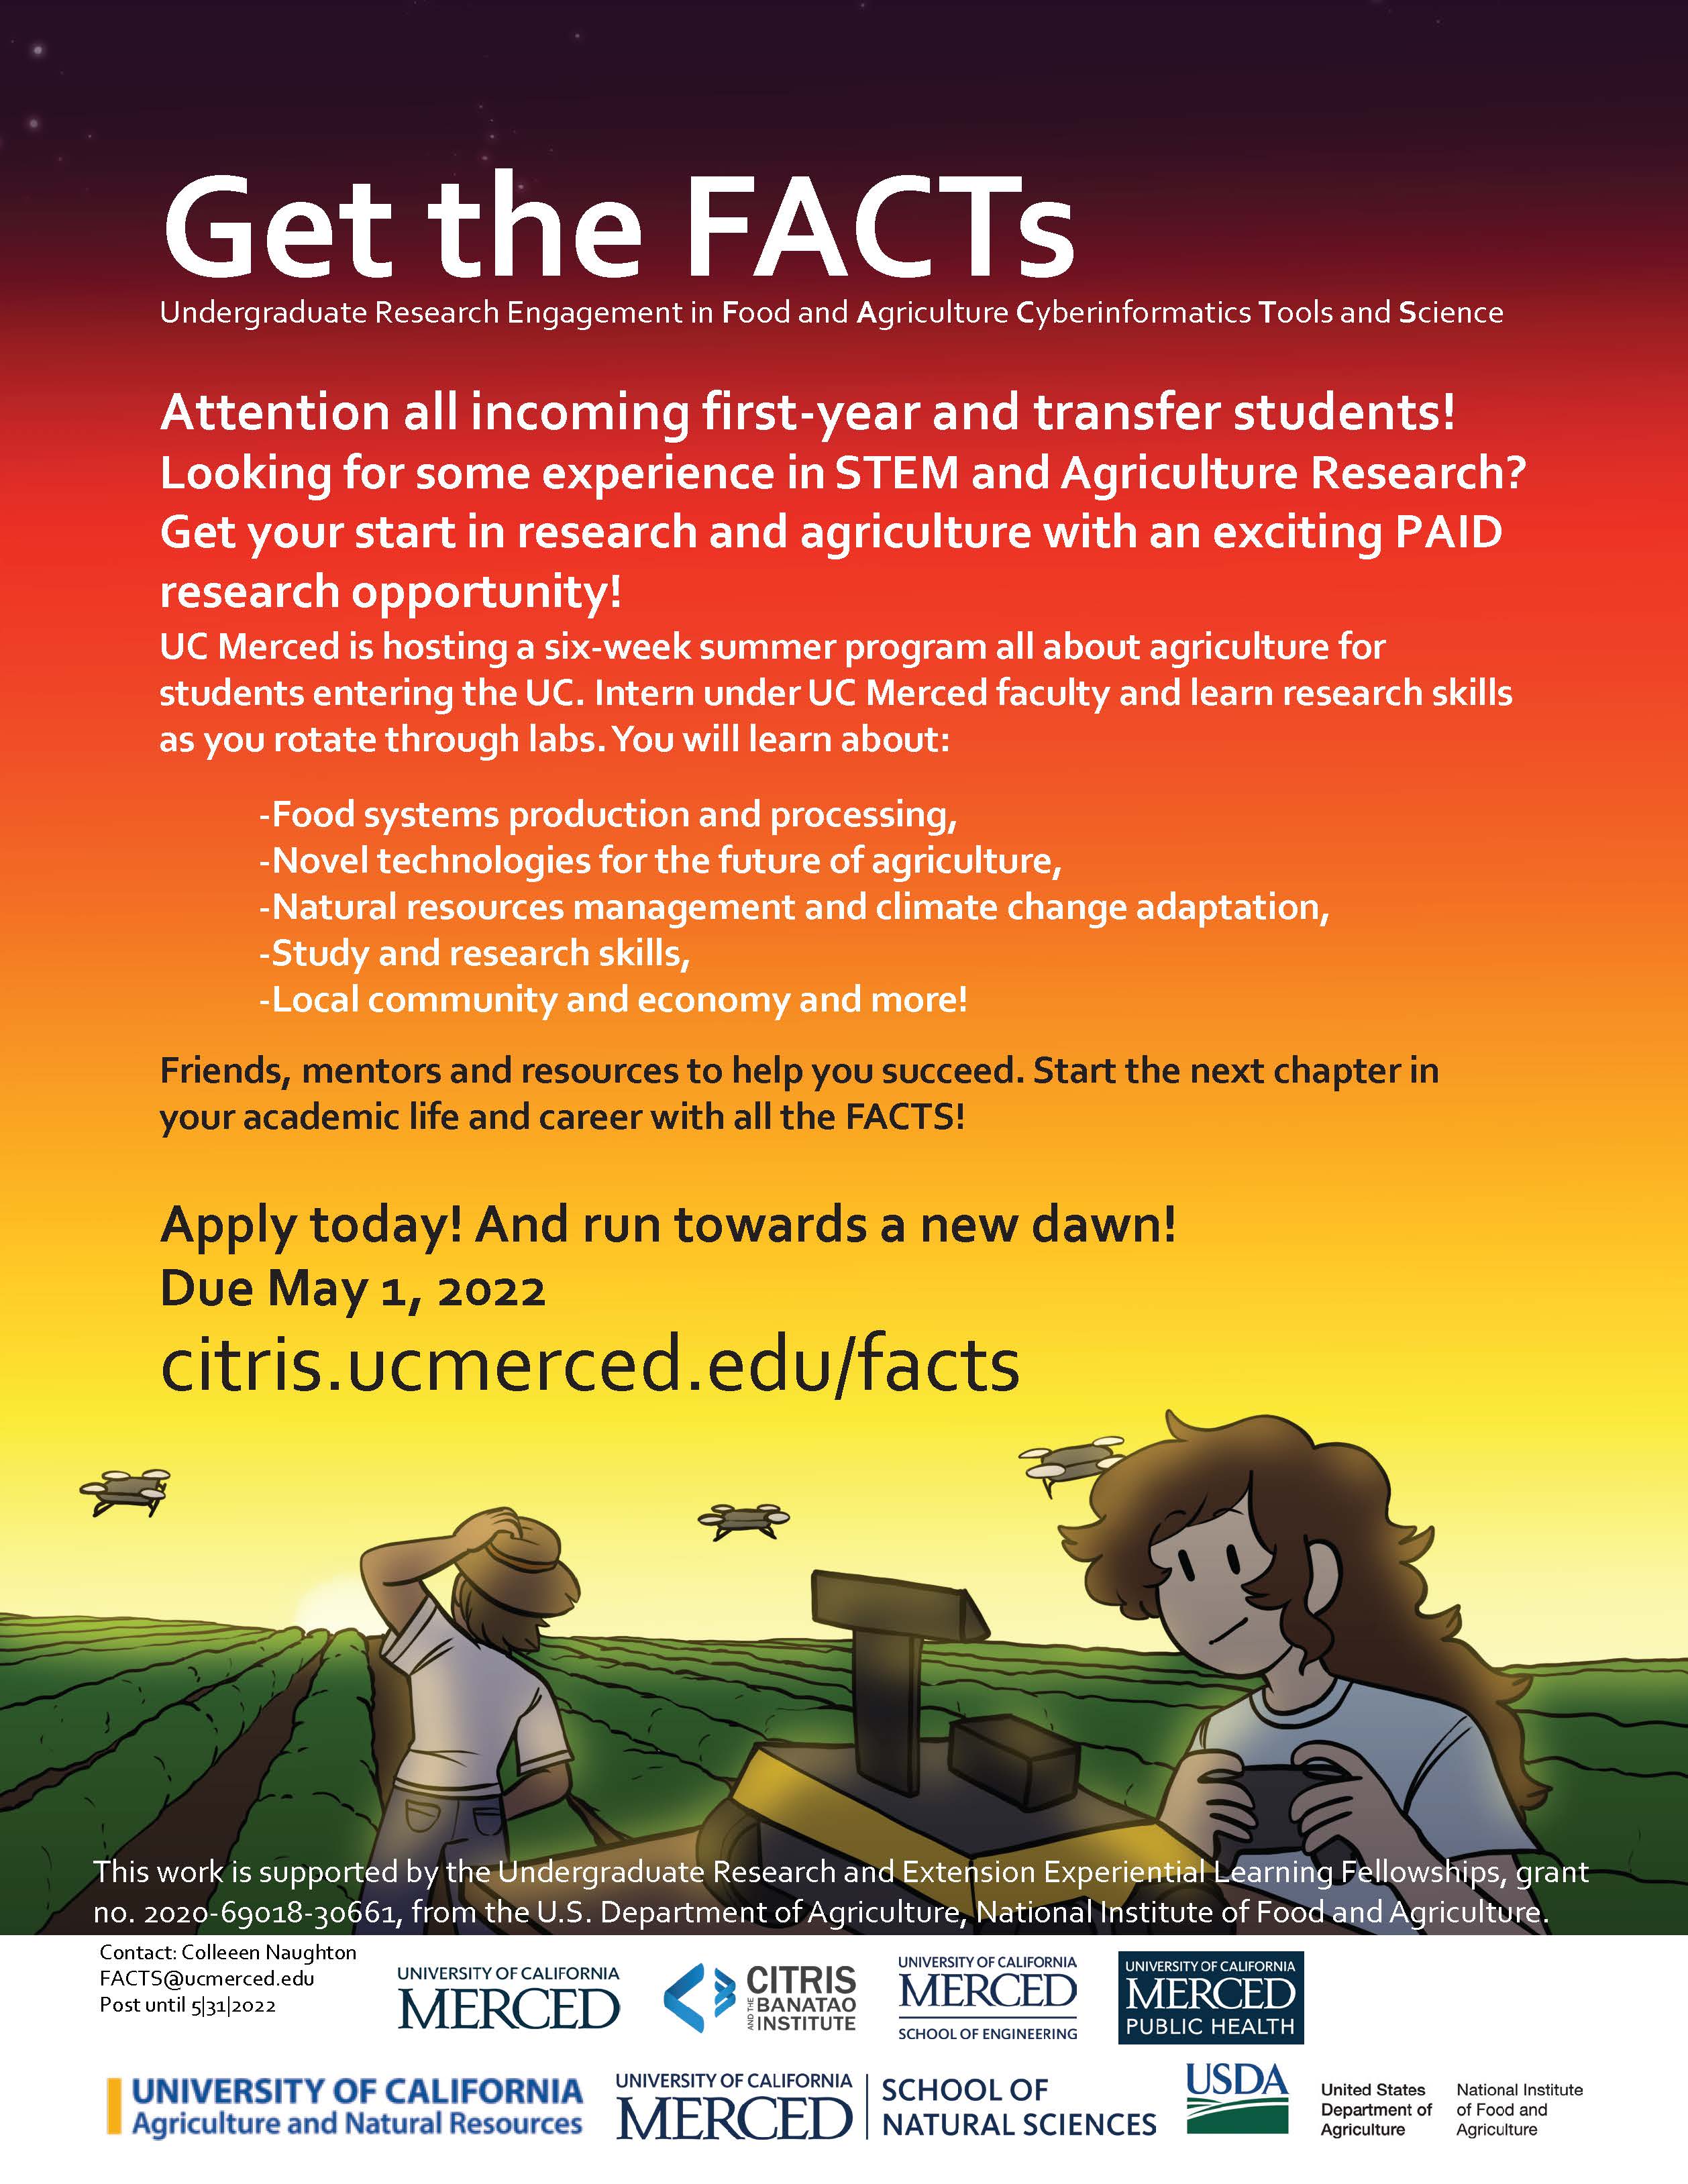 Get the FACTs
Undergraduate Research Engagement in Food and Agriculture Cyberinformatics Tools and Science
Attention all incoming first-year and transfer students!
Looking for some experience in STEM and Agriculture Research?
Get your start in research and agriculture with an exciting PAID
research opportunity!
UC Merced is hosting a six-week summer program all about agriculture for
students entering the UC. Intern under UC Merced faculty and learn research skills
as you rotate through labs. You will learn about:
-Food systems production and processing,
-Novel technologies for the future of agriculture,
-Natural resources management and climate change adaptation,
-Study and research skills,
-Local community and economy and more!
Friends, mentors and resources to help you succeed. Start the next chapter in
your academic life and career with all the FACTS!
Apply today! And run towards a new dawn!
Due May 1, 2022
citris.ucmerced.edu/facts
This work is supported by the Undergraduate Research and Extension Experiential Learning Fellowships, grant
no. 2020-69018-30661, from the U.S. Department of Agriculture, National Institute of Food and Agriculture.
Contact: Colleeen Naughton
FACTS@ucmerced.edu
Post until 5|31|2022
UNIVERSITY OF CALIFORNIA
MERCED
CITRIS
AND THE
BANATAO
INSTITUTE
UNIVERSITY OF CALIFORNIA
MERCED
SCHOOL OF ENGINEERING
UNIVERSITY OF CALIFORNIA
MERCED
PUBLIC HEALTH
UNIVERSITY OF CALIFORNIA
Agriculture and Natural Resources
UNIVERSITY OF CALIFORNIA
MERCED
SCHOOL OF
NATURAL SCIENCES
USDA
United States
Department of
Agriculture
National Institute
of Food and
Agriculture